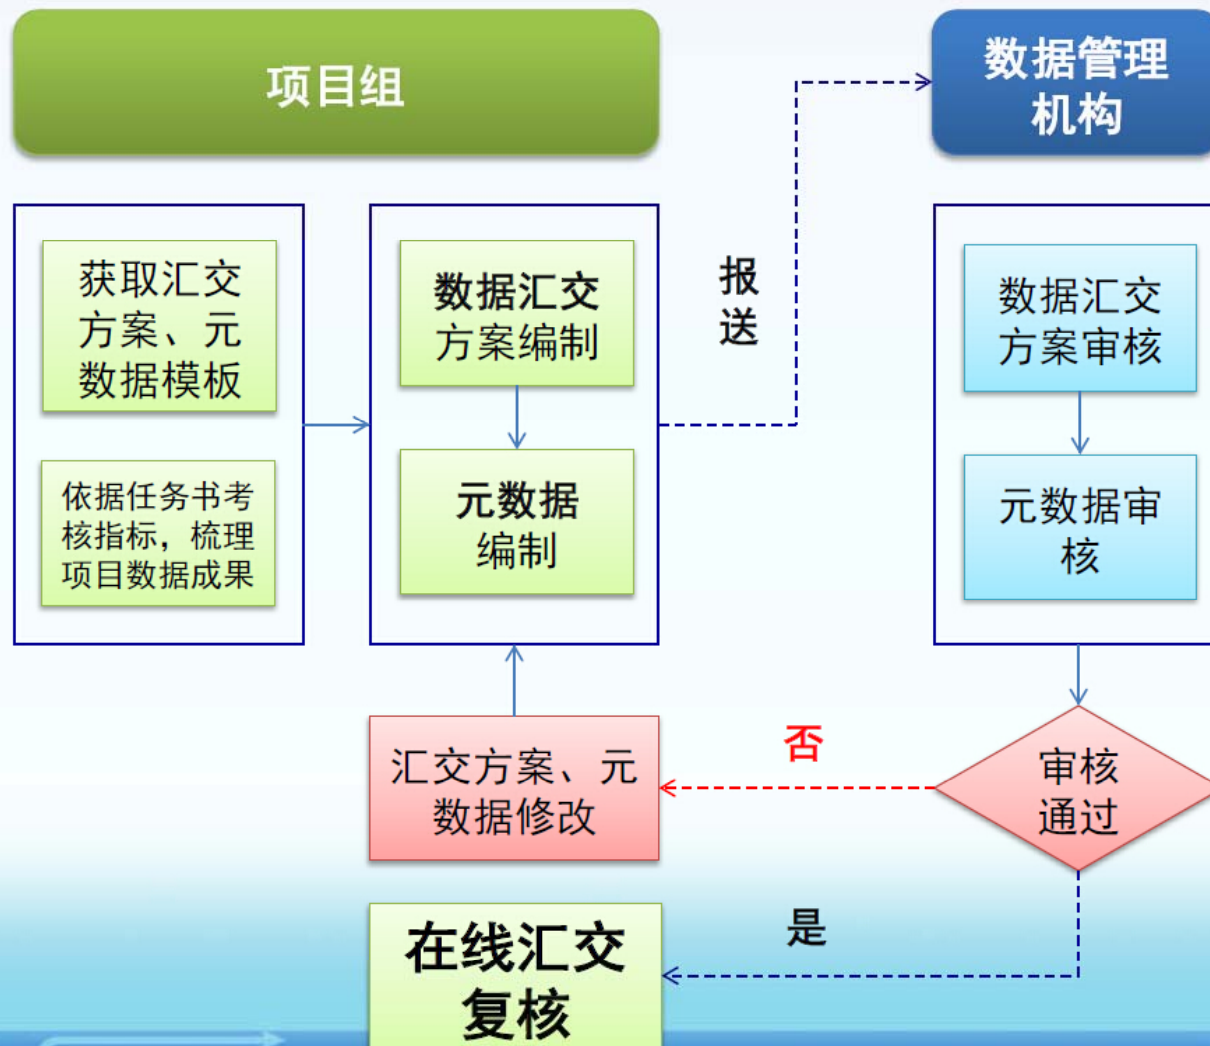 项目组
数据管理
机构
获取汇交
方案、元
数据模板
依据任务书考
核指标，梳理
项目数据成果
数据汇交
方案编制
元数据
编制
报
送
数据汇交
方案审核
元数据审
核
审核
通过
否
汇交方案、元
数据修改
是
在线汇交
复核